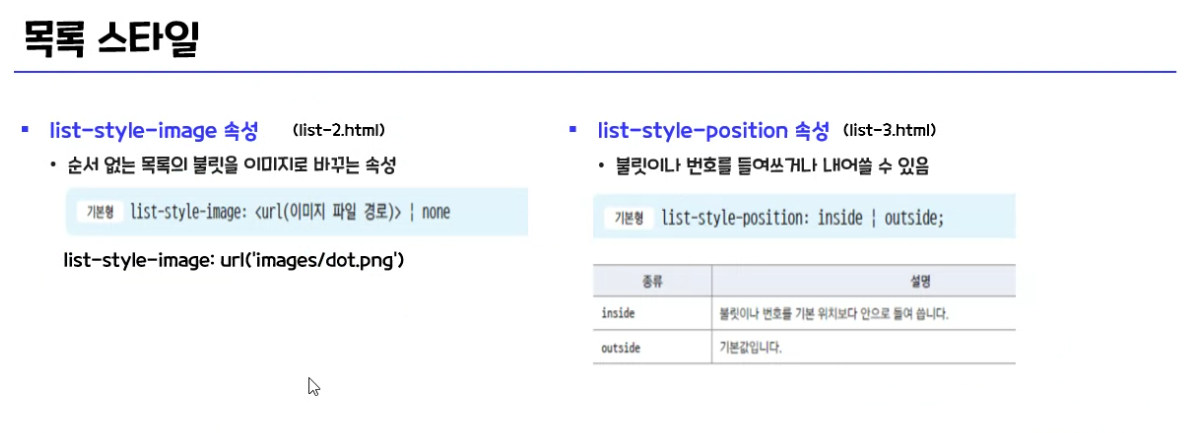 목록 스타일
▪ list-style-image 속성 (list-2.html)
• 순서 없는 목록의 불릿을 이미지로 바꾸는 속성
기본형 list-style-image: <url(이미지 파일 경로)> | none
list-style-image: url('images/dot.png')
▪ list-style-position 속성 (list-3.html)
• 불릿이나 번호를 들여쓰거나 내어쓸 수 있음
기본형 list-style-position: inside | outside;
종류 설명
inside 불릿이나 번호를 기본 위치보다 안으로 들여 씁니다.
outside 기본값입니다.